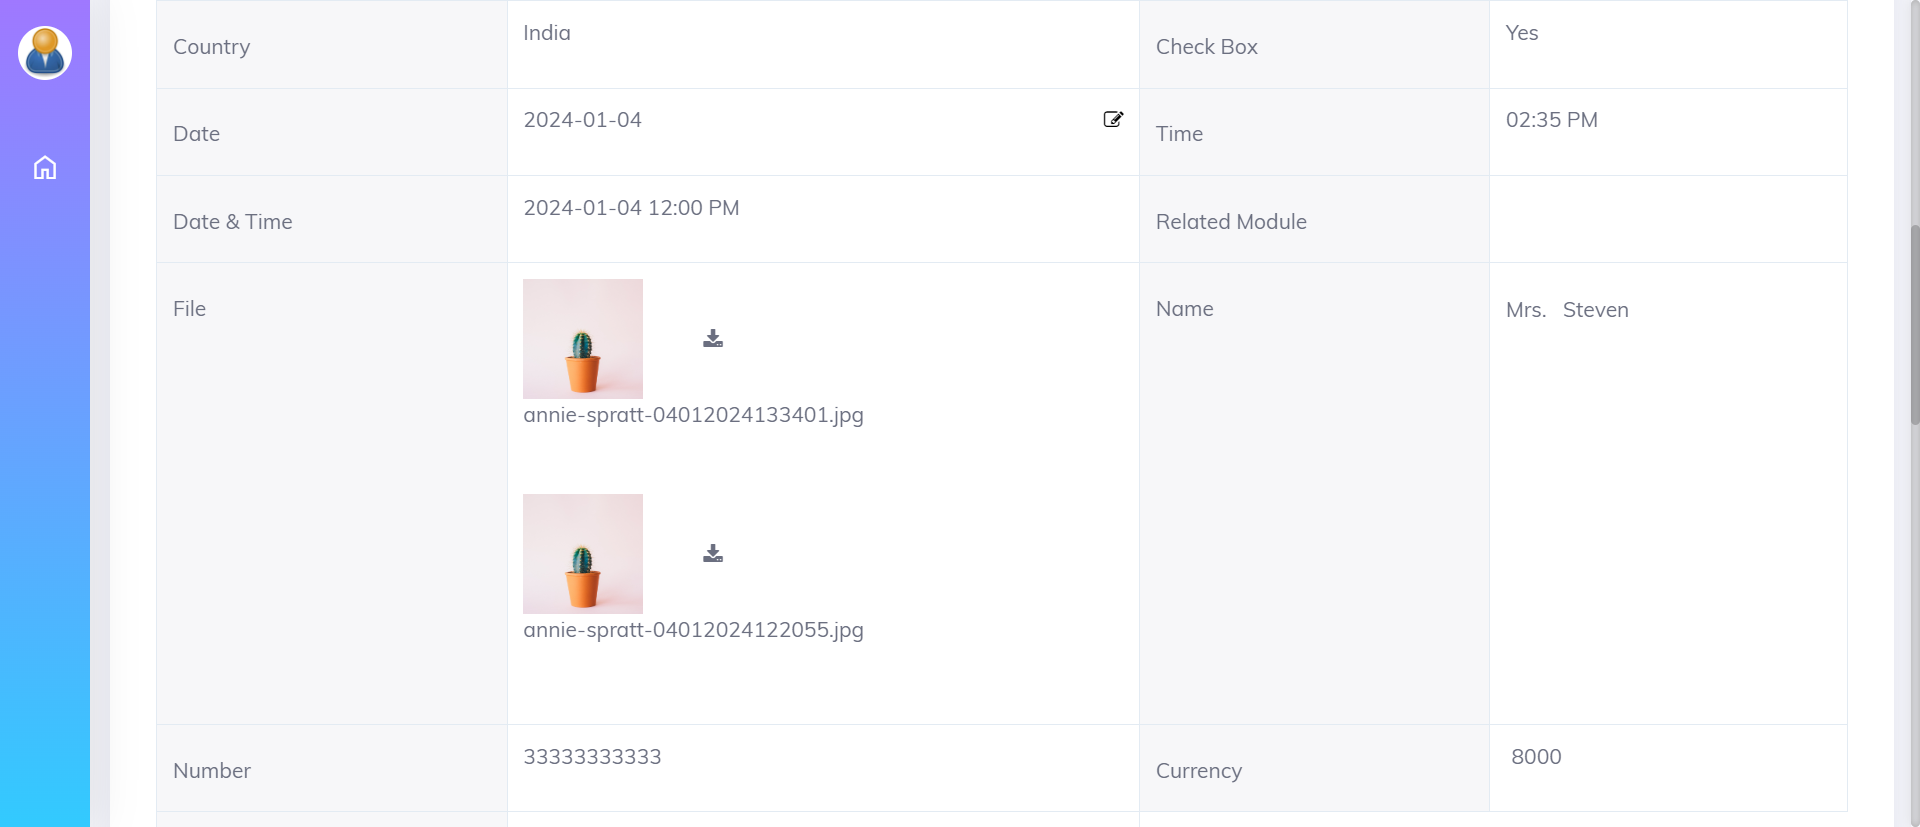 Country India Check Box Yes
Date 2024-01-04 Time 02:35 PM
Date & Time 2024-01-04 12:00 PM Related Module
File Name Mrs. Steven
annie-spratt-04012024133401.jpg
annie-spratt-04012024122055.jpg
Number 33333333333 Currency 8000